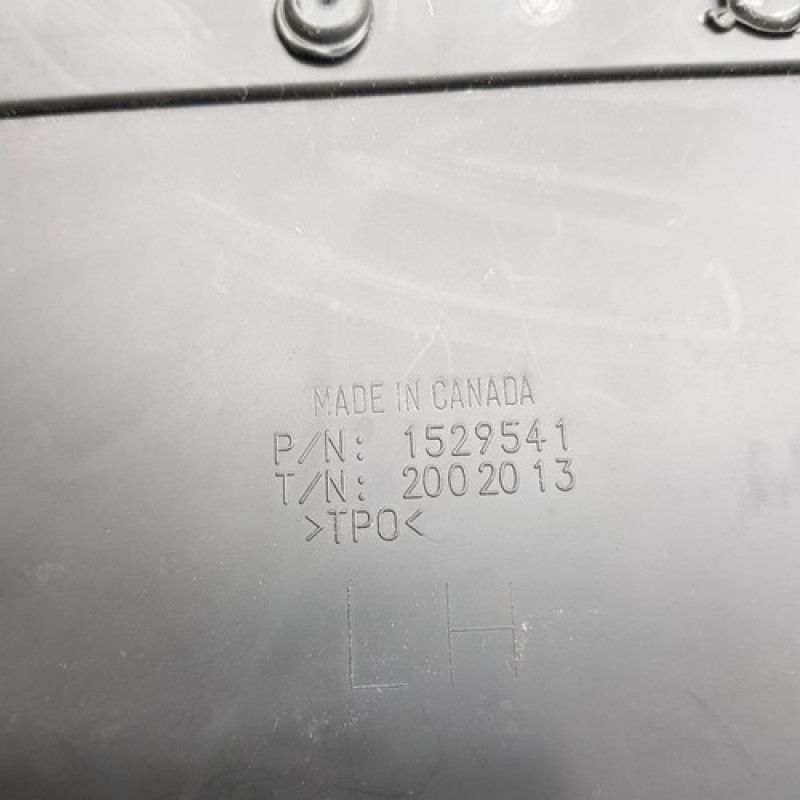 MADE IN CANADA
P/N: 1529541
T/N: 2002013
>TPO<
LH